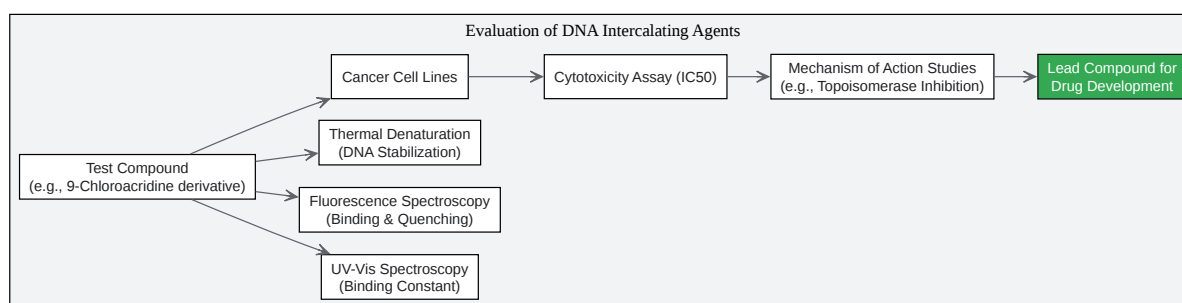 Evaluation of DNA Intercalating Agents
Cancer Cell Lines
Cytotoxicity Assay (IC50)
Mechanism of Action Studies
(e.g., Topoisomerase Inhibition)
Lead Compound for
Drug Development
Thermal Denaturation
(DNA Stabilization)
Test Compound
(e.g., 9-Chloroacridine derivative)
Fluorescence Spectroscopy
(Binding & Quenching)
UV-Vis Spectroscopy
(Binding Constant)